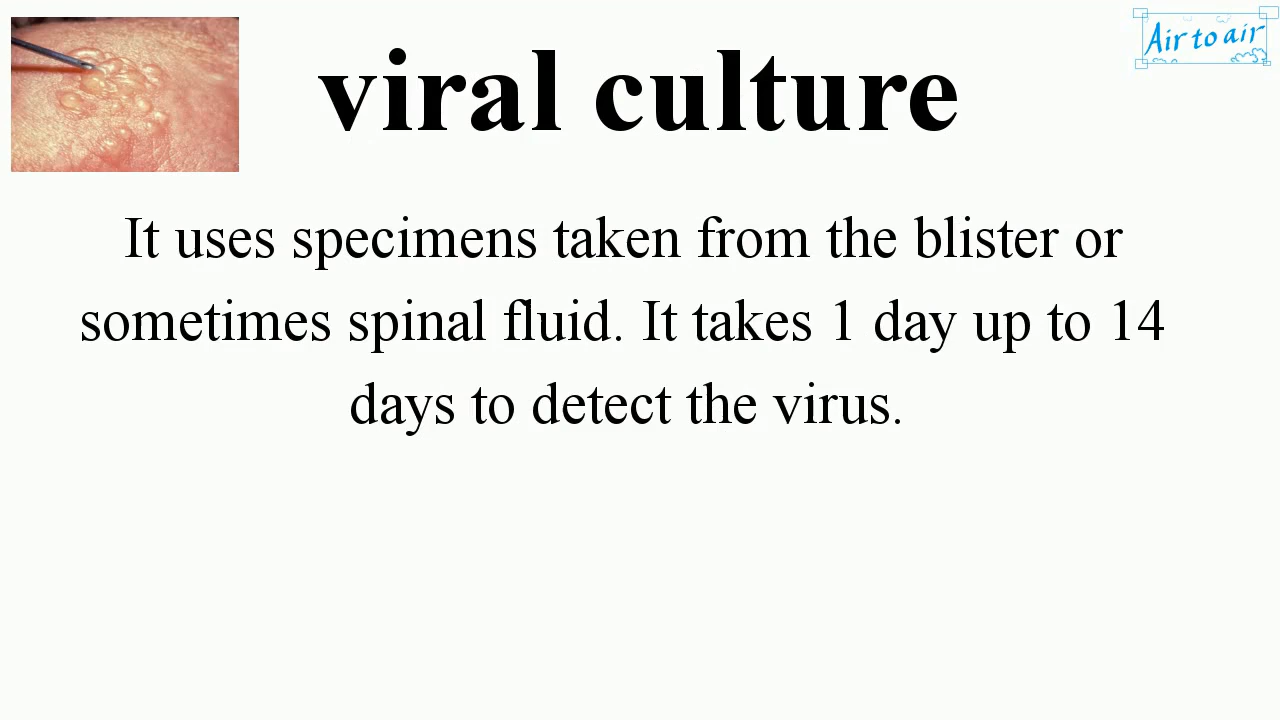 Air to air
viral culture
It uses specimens taken from the blister or
sometimes spinal fluid. It takes 1 day up to 14
days to detect the virus.